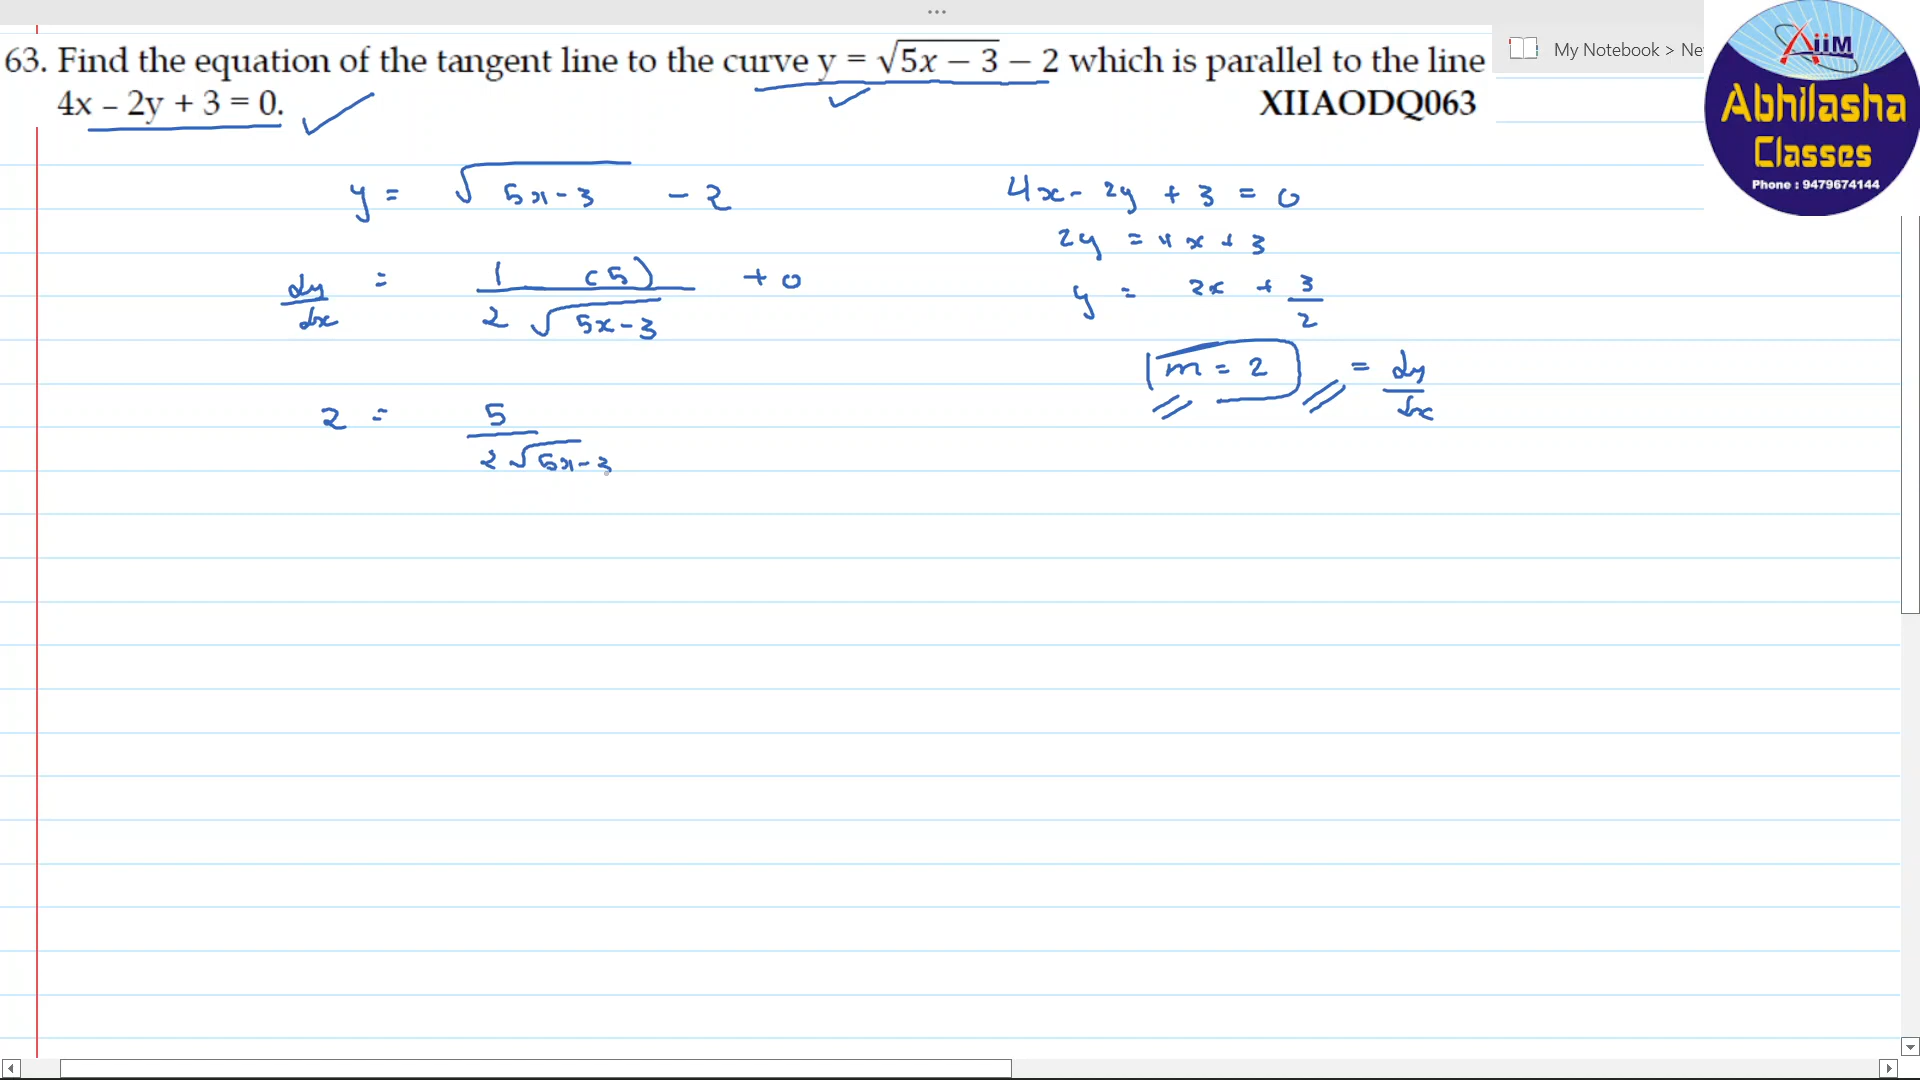 63. Find the equation of the tangent line to the curve y = √5x – 3 – 2 which is parallel to the line
4x – 2y + 3 = 0.
XIIAODQ063
My Notebook > Ne
AiiM
Abhilasha
Classes
Phone : 9479674144
y = √5x-3 - 2
dy/dx = 1 (5) / 2 √5x-3 + 0
2 = 5 / 2 √5x-3
4x - 2y + 3 = 0
2y = 4x + 3
y = 2x + 3/2
m = 2 = dy/dx